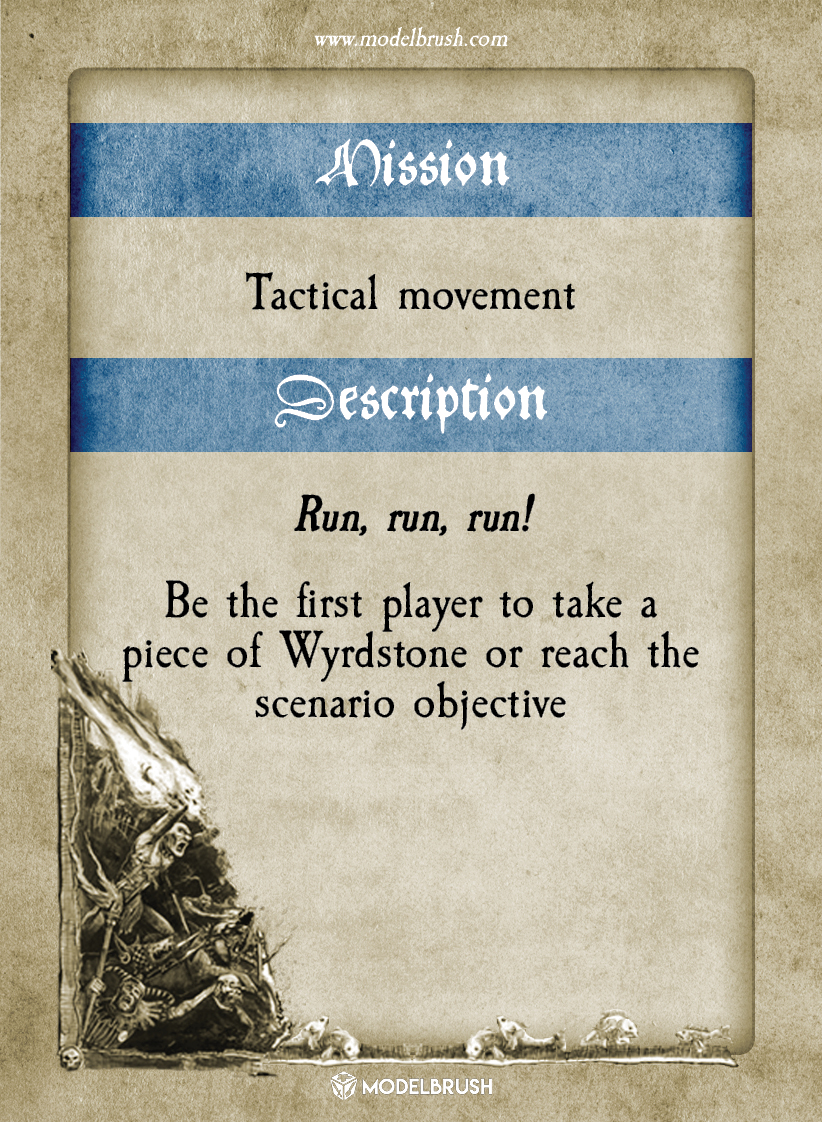 www.modelbrush.com
Mission
Tactical movement
Description
Run, run, run!
Be the first player to take a
piece of Wyrdstone or reach the
scenario objective
MODELBRUSH